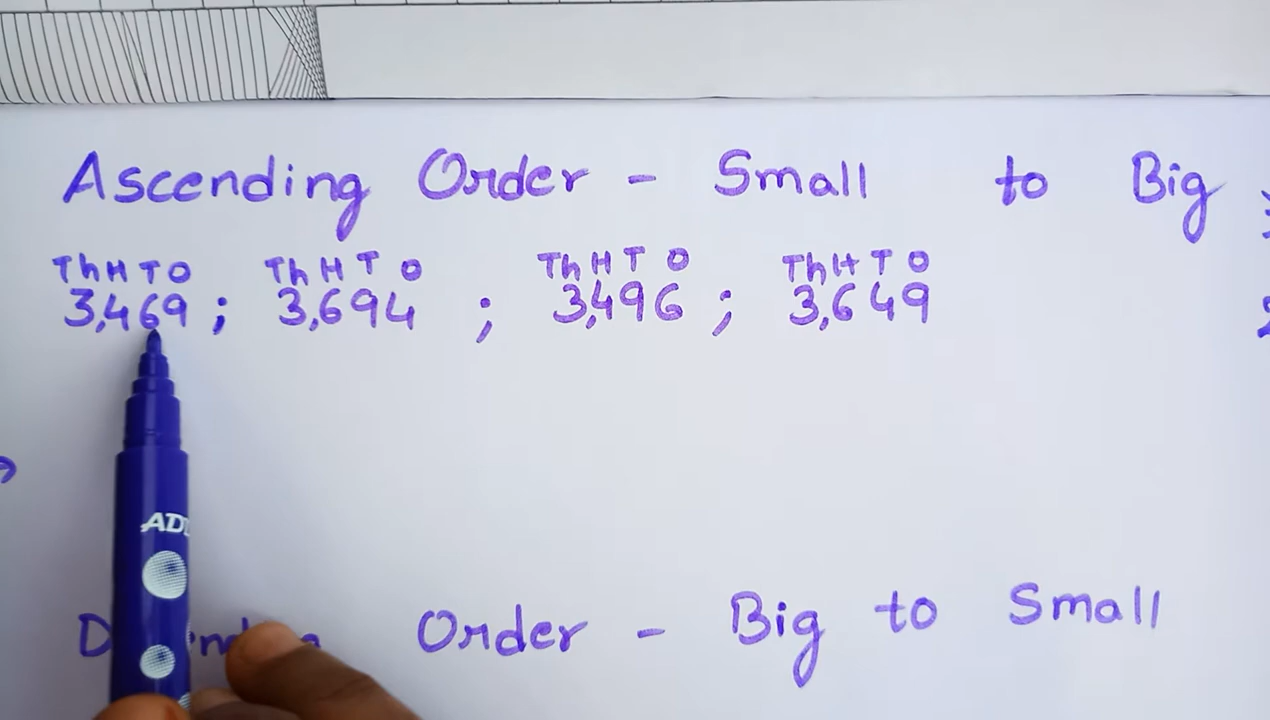 Ascending Order - Small to Big
Th H T O Th H T O Th H T O Th H T O
3,469 ; 3,694 ; 3,496 ; 3,649
Order - Big to Small